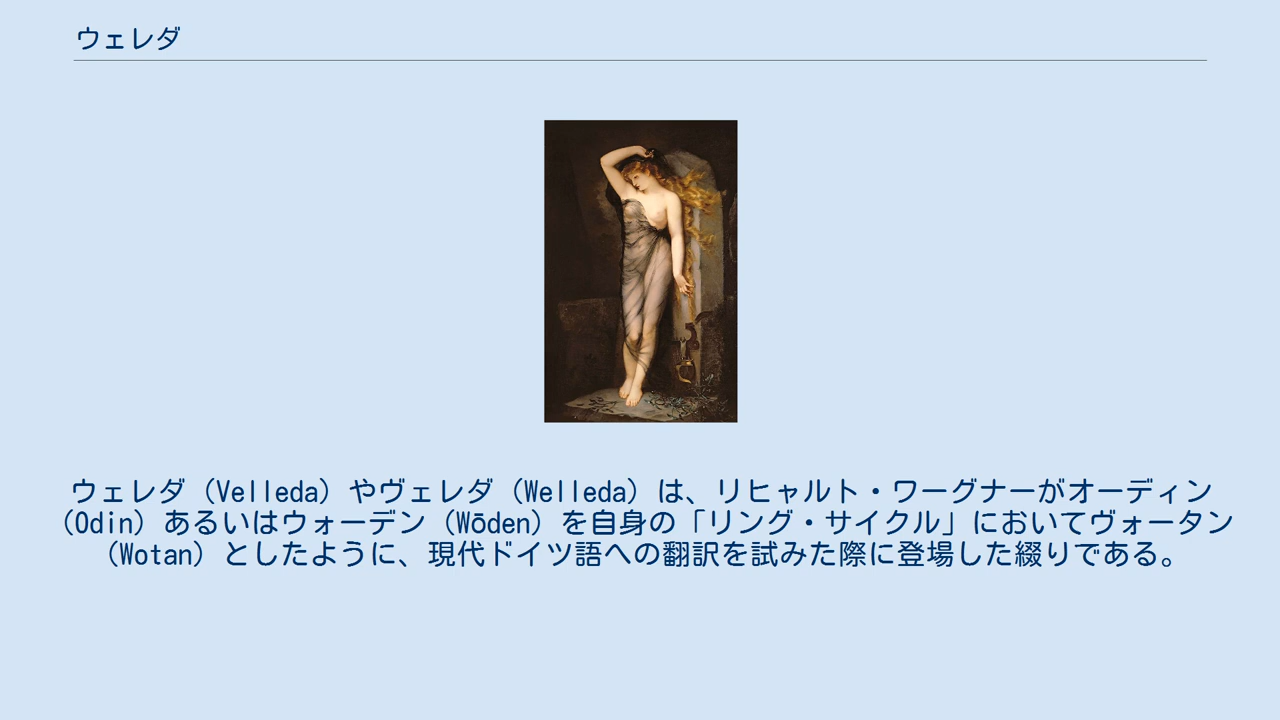 ウェレダ
ウェレダ（Velleda）やヴェレダ（Welleda）は、リヒャルト・ワーグナーがオーディン
（Odin）あるいはウォーデン（Wōden）を自身の「リング・サイクル」においてヴォータン
（Wotan）としたように、現代ドイツ語への翻訳を試みた際に登場した綴りである。